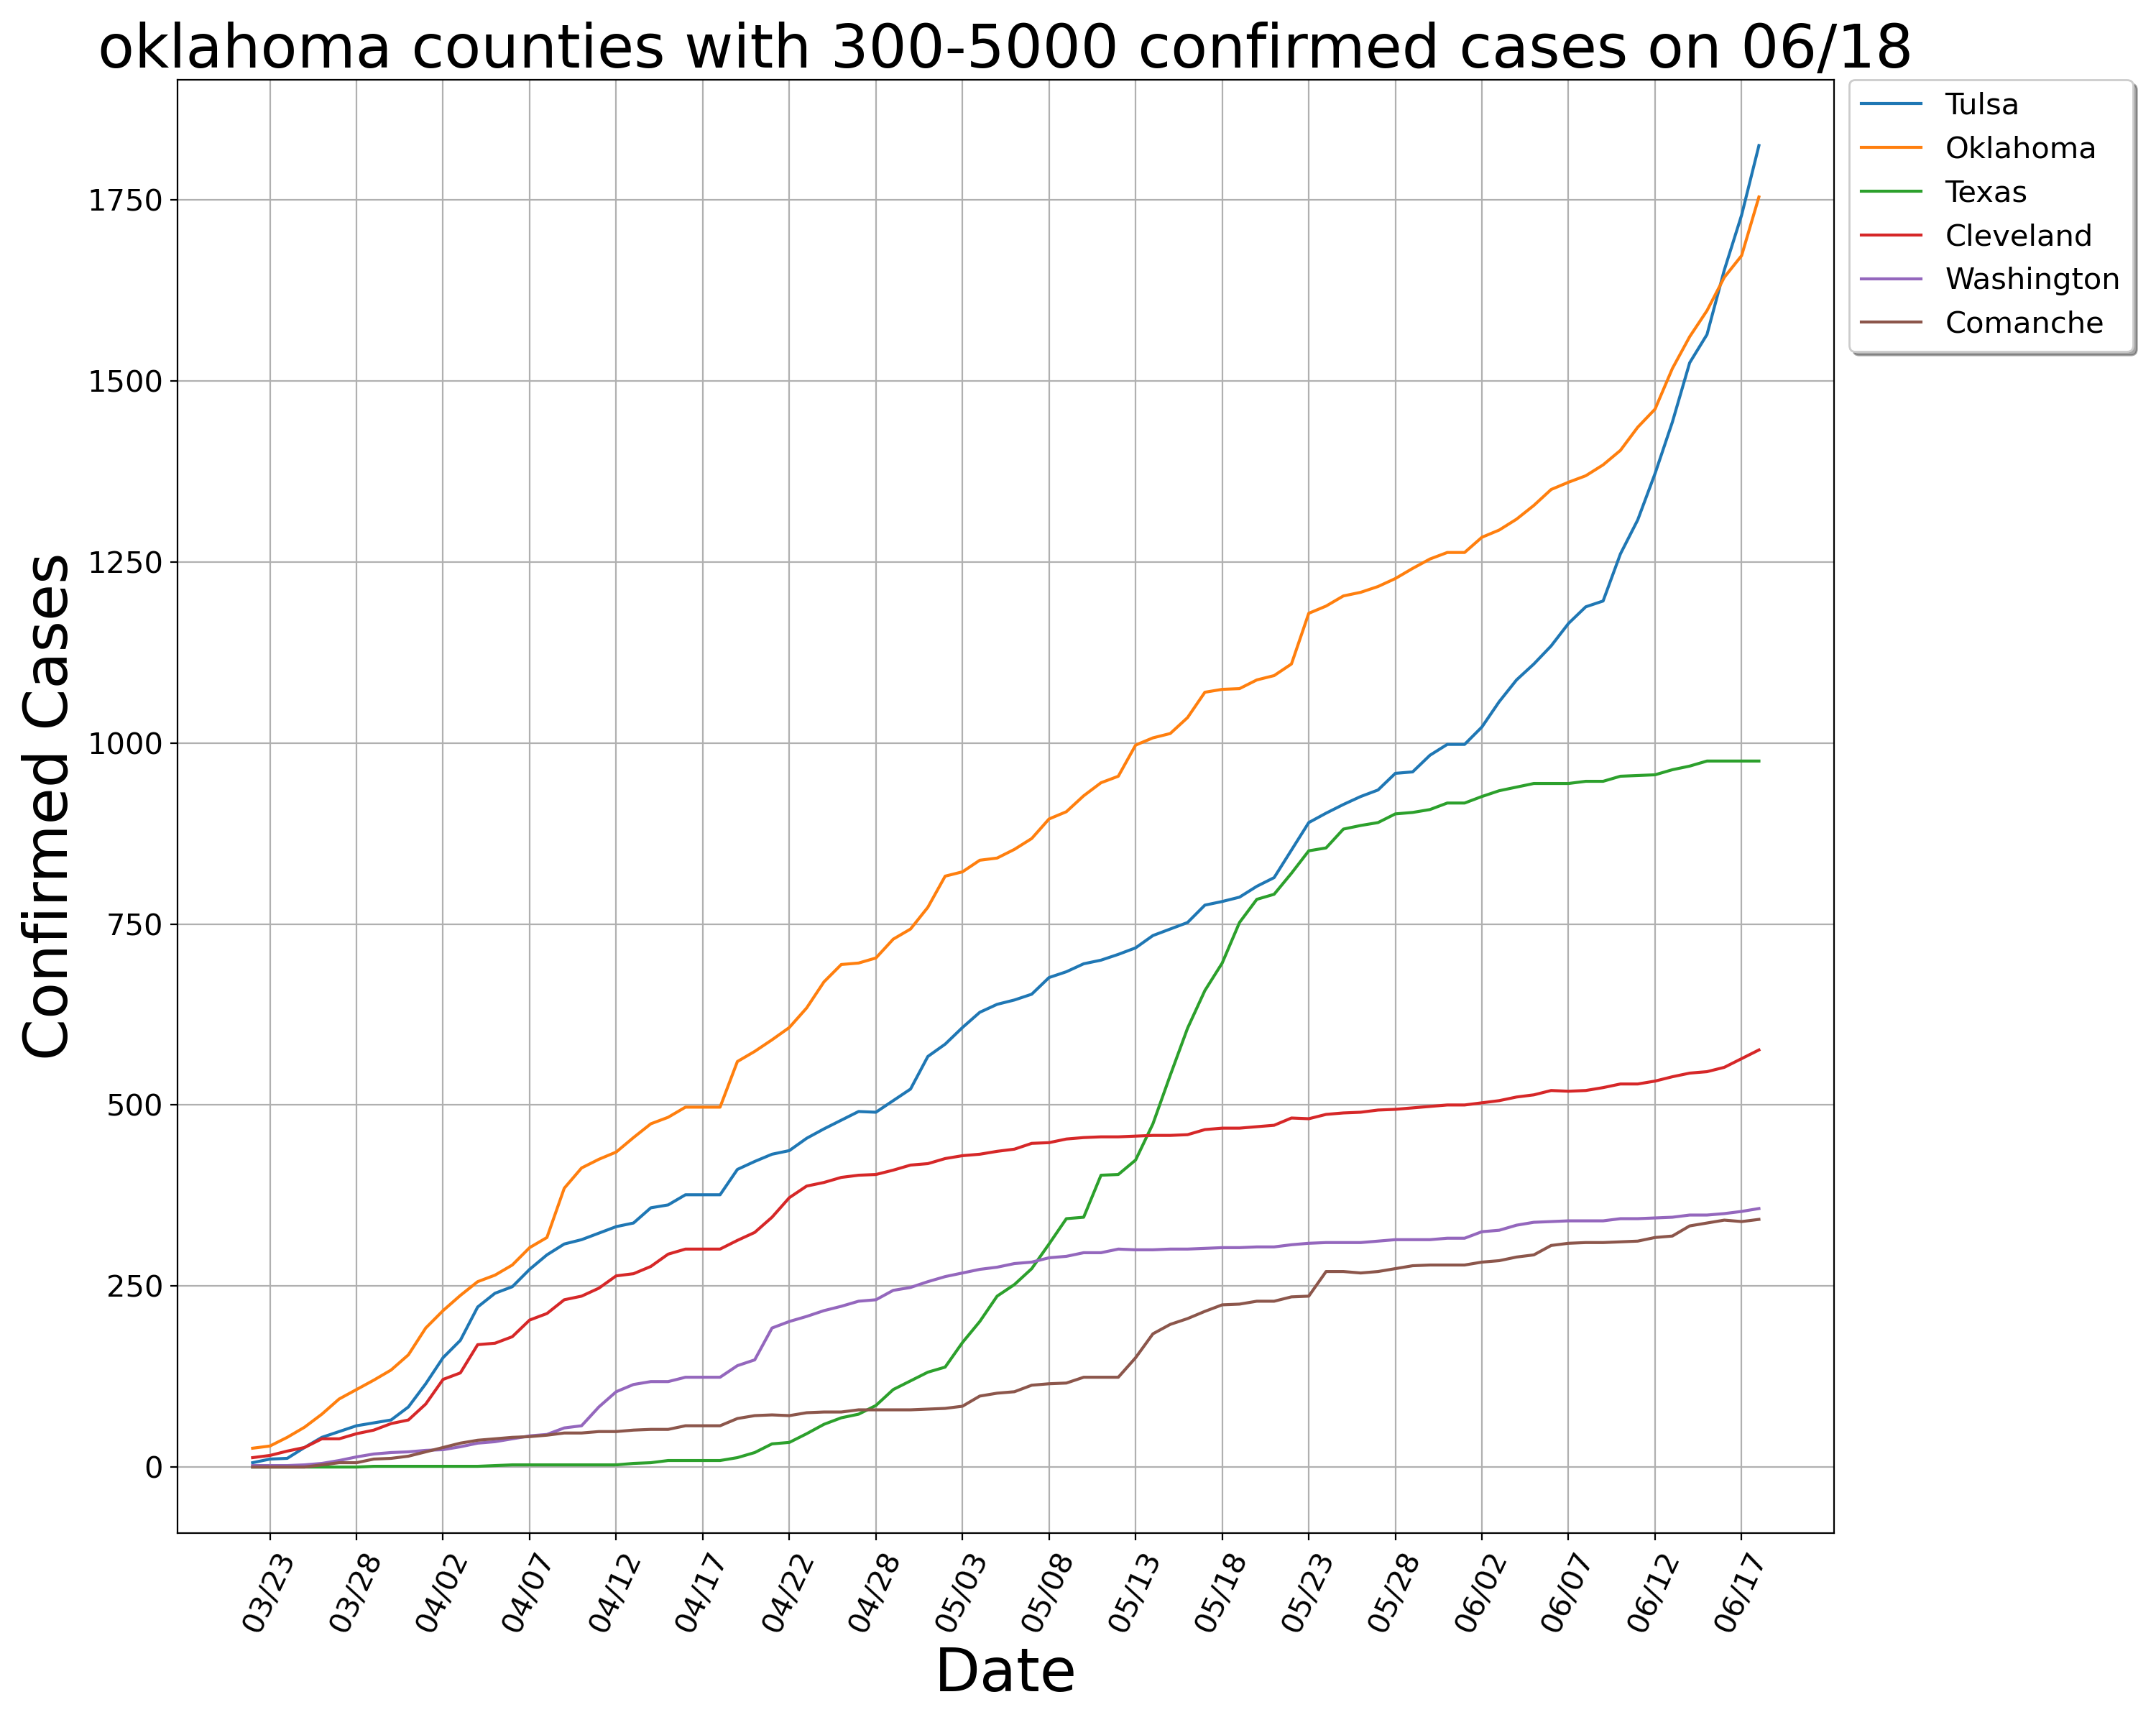 oklahoma counties with 300-5000 confirmed cases on 06/18
Tulsa
Oklahoma
Texas
Cleveland
Washington
Comanche
Confirmed Cases
1750
1500
1250
1000
750
500
250
0
03/23
03/28
04/02
04/07
04/12
04/17
04/22
04/28
05/03
05/08
05/13
05/18
05/23
05/28
06/02
06/07
06/12
06/17
Date